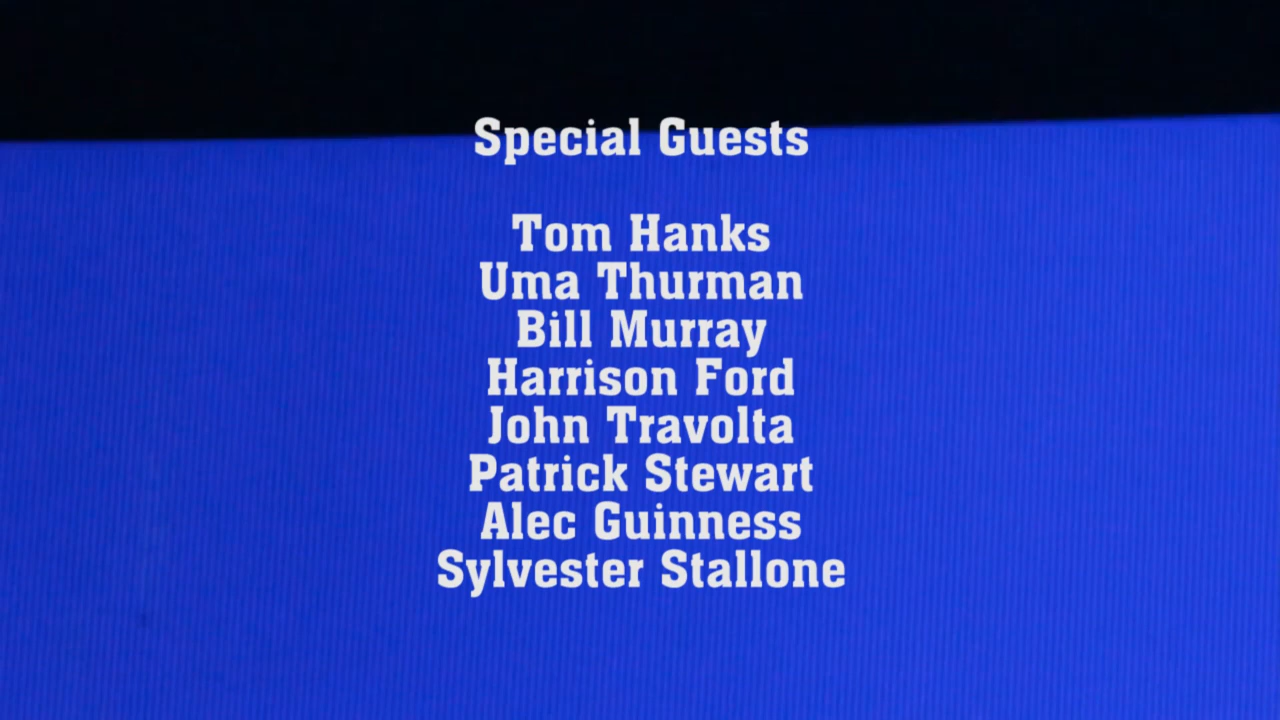 Special Guests
Tom Hanks
Uma Thurman
Bill Murray
Harrison Ford
John Travolta
Patrick Stewart
Alec Guinness
Sylvester Stallone